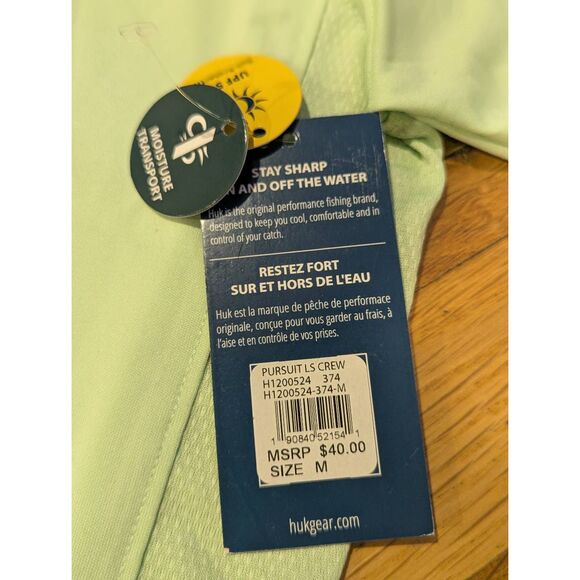 MOISTURE
TRANSPORT
UPF
STAY SHARP
AND OFF THE WATER
Huk is the original performance fishing brand,
designed to keep you cool, comfortable and in
control of your catch.
RESTEZ FORT
SUR ET HORS DE L'EAU
Huk est la marque de pêche de performace
originale, conçue pour vous garder au frais, à
l'aise et en contrôle de vos prises.
PURSUIT LS CREW
H1200524 374
H1200524-374-M
1 90840 52154 1
MSRP $40.00
SIZE M
hukgear.com